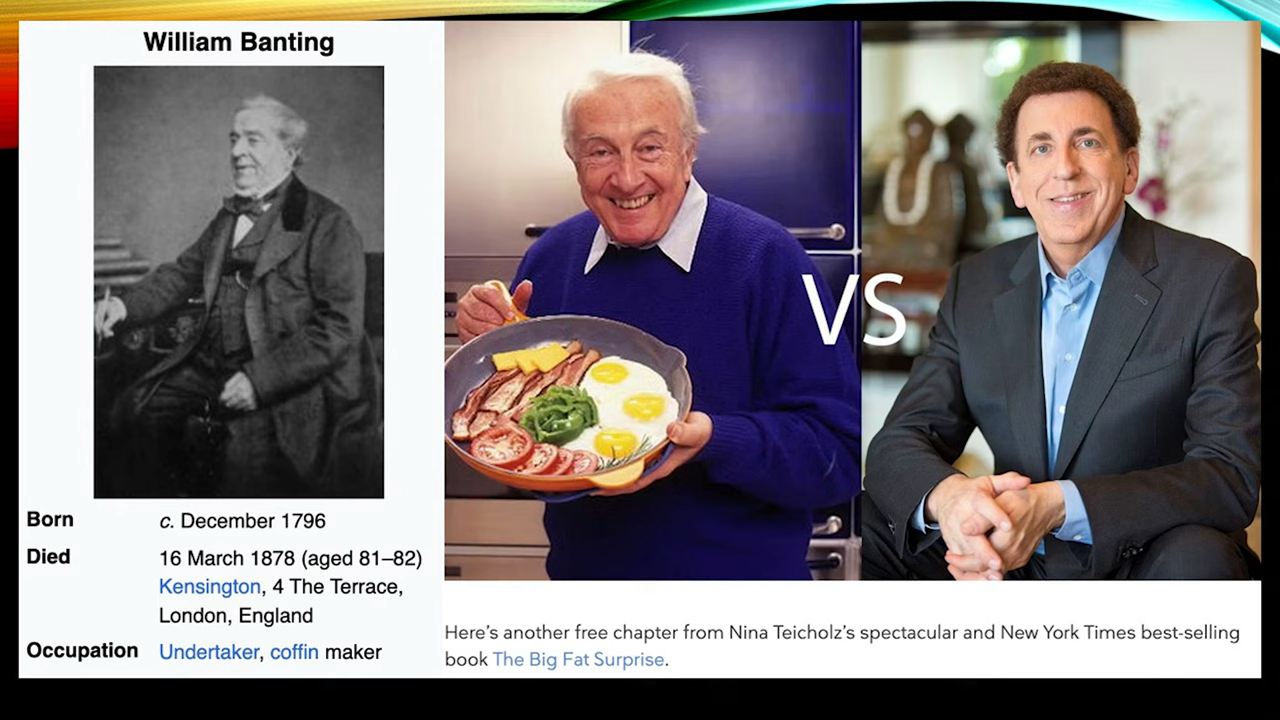 William Banting
Born
c. December 1796
Died
16 March 1878 (aged 81–82)
Kensington, 4 The Terrace,
London, England
Occupation
Undertaker, coffin maker
VS
Here's another free chapter from Nina Teicholz's spectacular and New York Times best-selling
book The Big Fat Surprise.